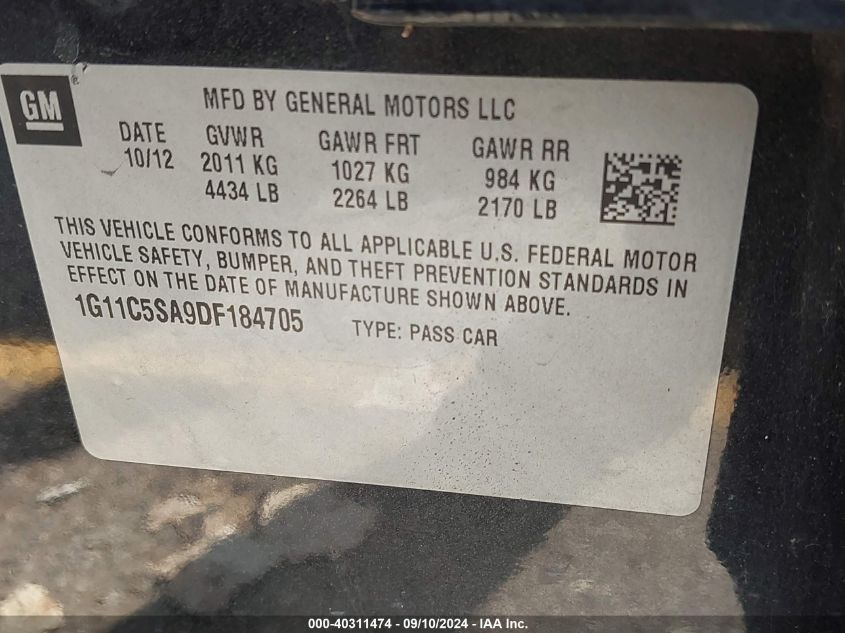 GM®
MFD BY GENERAL MOTORS LLC
DATE GVWR GAWR FRT GAWR RR
10/12 2011 KG 1027 KG 984 KG
4434 LB 2264 LB 2170 LB
THIS VEHICLE CONFORMS TO ALL APPLICABLE U.S. FEDERAL MOTOR
VEHICLE SAFETY, BUMPER, AND THEFT PREVENTION STANDARDS IN
EFFECT ON THE DATE OF MANUFACTURE SHOWN ABOVE.
1G11C5SA9DF184705 TYPE: PASS CAR
000-40311474 - 09/10/2024 - IAA Inc.